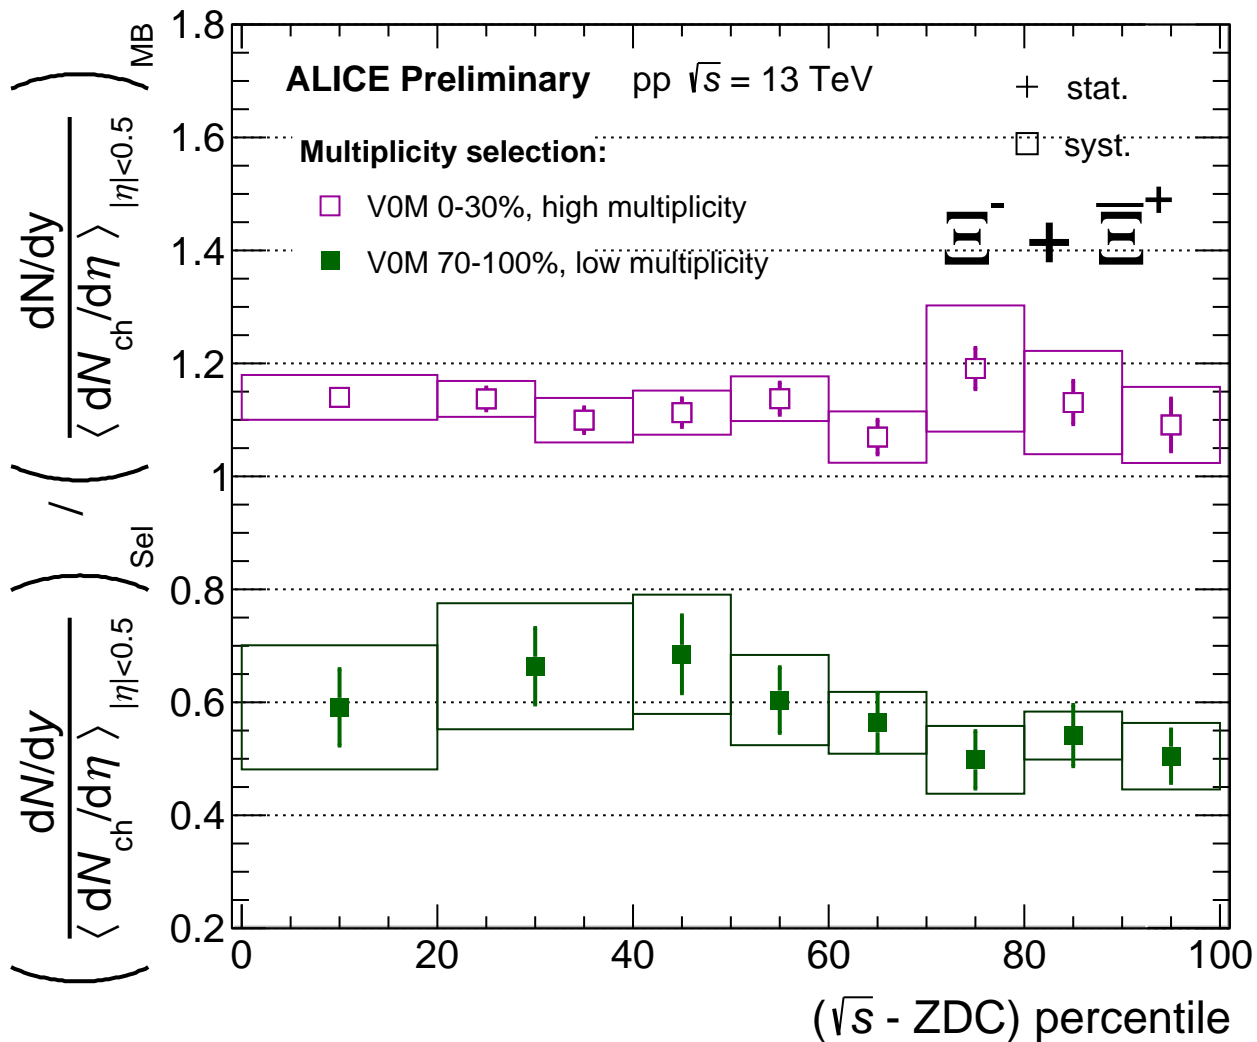 ALICE Preliminary pp √s = 13 TeV
+ stat.
□ syst.
Multiplicity selection:
V0M 0-30%, high multiplicity
V0M 70-100%, low multiplicity
Ξ⁻ + Ξ̅⁺
1.8
1.6
1.4
1.2
1
0.8
0.6
0.4
0.2
0 20 40 60 80 100
(√s - ZDC) percentile
( dN/dy / ⟨ dN_ch/dη ⟩ |η|<0.5 ) Sel / ( dN/dy / ⟨ dN_ch/dη ⟩ |η|<0.5 ) MB